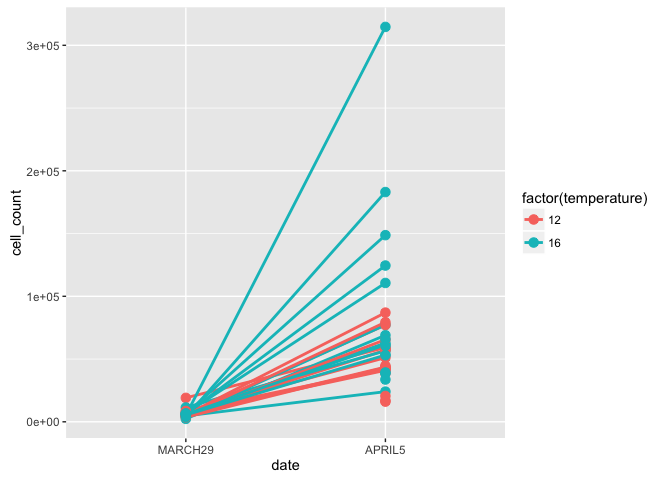 3e+05
2e+05
1e+05
0e+00
cell_count
MARCH29
APRIL5
date
factor(temperature)
12
16